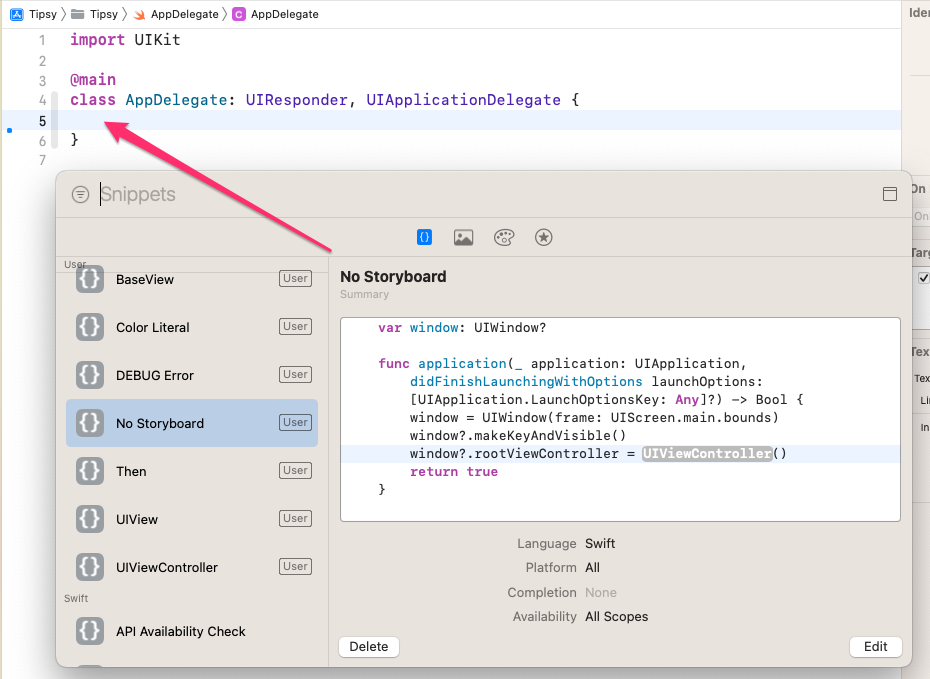 Tipsy
Tipsy
AppDelegate
C AppDelegate
Iden
1 import UIKit
2
3 @main
4 class AppDelegate: UIResponder, UIApplicationDelegate {
5
6 }
7
Snippets
User
{} BaseView User
{} Color Literal User
{} DEBUG Error User
{} No Storyboard User
{} Then User
{} UIView User
{} UIViewController User
Swift
{} API Availability Check
No Storyboard
Summary
var window: UIWindow?
func application(_ application: UIApplication,
didFinishLaunchingWithOptions launchOptions:
[UIApplication.LaunchOptionsKey: Any]?) -> Bool {
window = UIWindow(frame: UIScreen.main.bounds)
window?.makeKeyAndVisible()
window?.rootViewController = UIViewController()
return true
}
Language Swift
Platform All
Completion None
Availability All Scopes
Delete
Edit
On
On
Targ
Tex
Tex
Li
In